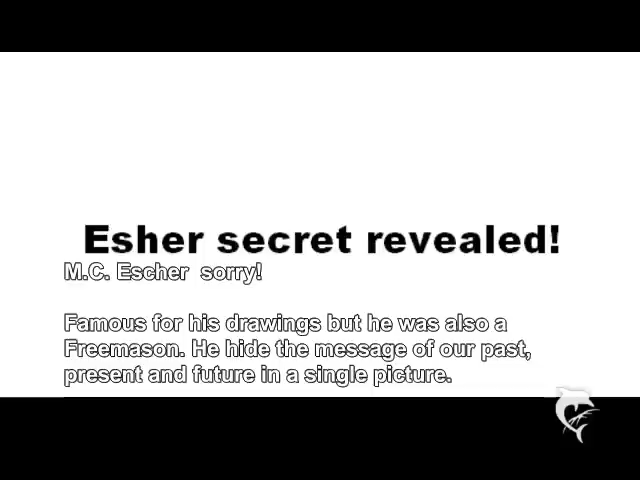 Esher secret revealed!
M.C. Escher  sorry!
Famous for his drawings but he was also a
Freemason. He hide the message of our past,
present and future in a single picture.